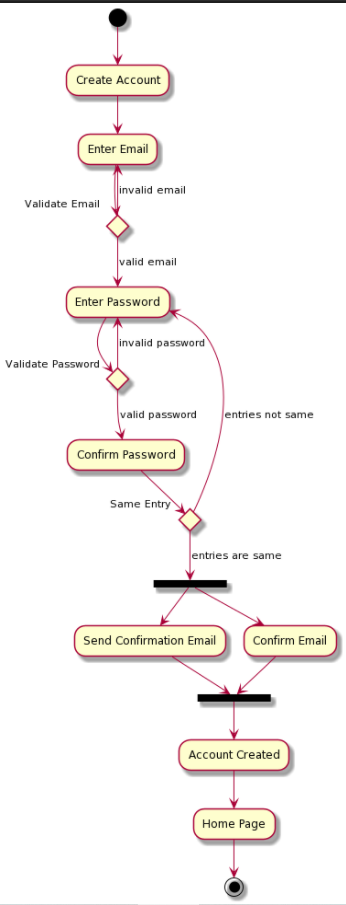 Create Account
Enter Email
invalid email
Validate Email
valid email
Enter Password
invalid password
Validate Password
valid password
entries not same
Confirm Password
Same Entry
entries are same
Send Confirmation Email
Confirm Email
Account Created
Home Page